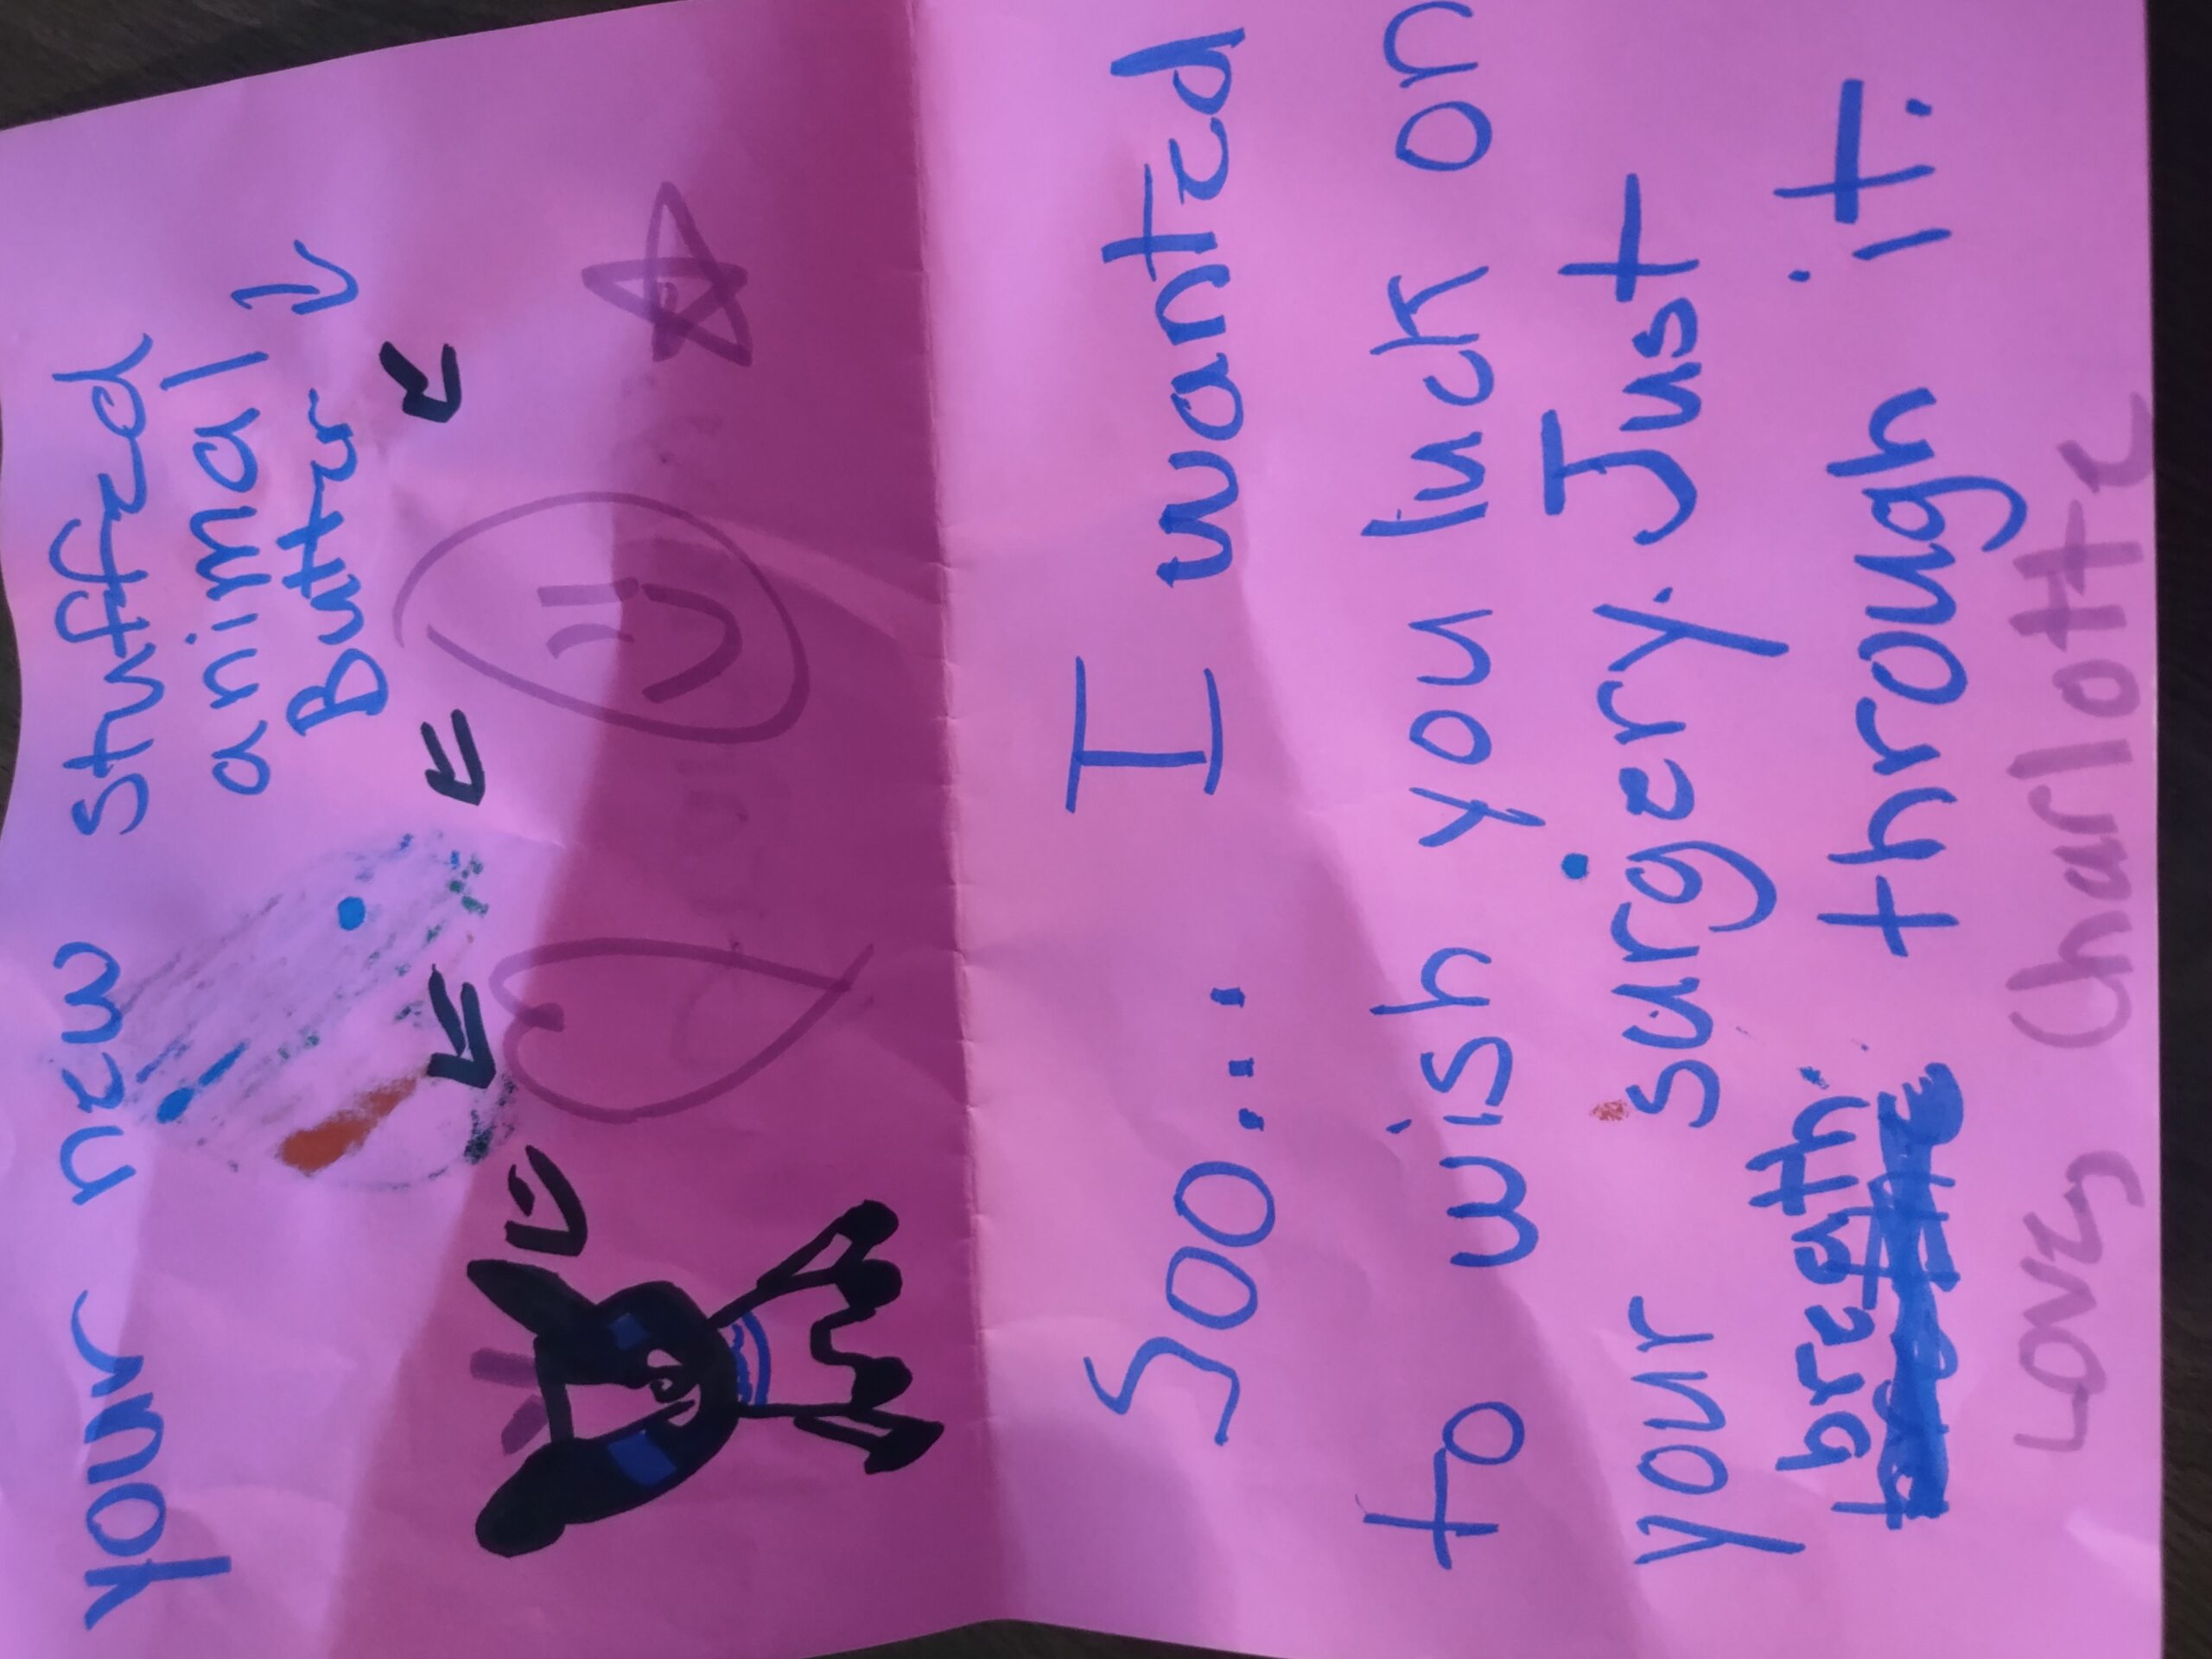 your new stuffed
animal
Butter
Soo... I wanted
to wish you luck on
your surgery. Just
breath through it.
Love, Charlotte